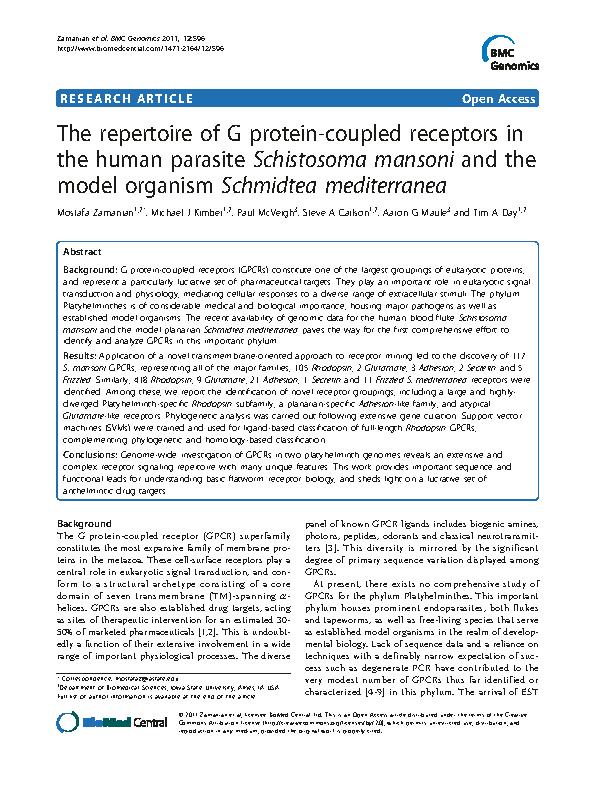 Zamanian et al. BMC Genomics 2011, 12:596
http://www.biomedcentral.com/1471-2164/12/596
BMC
Genomics
RESEARCH ARTICLE
Open Access
The repertoire of G protein-coupled receptors in
the human parasite Schistosoma mansoni and the
model organism Schmidtea mediterranea
Mostafa Zamanian1,2*, Michael J Kimber1,2, Paul McVeigh3, Steve A Carlson1,2, Aaron G Maule3 and Tim A Day1,2
Abstract
Background: G protein-coupled receptors (GPCRs) constitute one of the largest groupings of eukaryotic proteins,
and represent a particularly lucrative set of pharmaceutical targets. They play an important role in eukaryotic signal
transduction and physiology, mediating cellular responses to a diverse range of extracellular stimuli. The phylum
Platyhelminthes is of considerable medical and biological importance, housing major pathogens as well as
established model organisms. The recent availability of genomic data for the human blood fluke Schistosoma
mansoni and the model planarian Schmidtea mediterranea paves the way for the first comprehensive effort to
identify and analyze GPCRs in this important phylum.
Results: Application of a novel transmembrane-oriented approach to receptor mining led to the discovery of 117
S. mansoni GPCRs, representing all of the major families; 105 Rhodopsin, 2 Glutamate, 3 Adhesion, 2 Secretin and 5
Frizzled. Similarly, 418 Rhodopsin, 9 Glutamate, 21 Adhesion, 1 Secretin and 11 Frizzled S. mediterranea receptors were
identified. Among these, we report the identification of novel receptor groupings, including a large and highly-
diverged Platyhelminth-specific Rhodopsin subfamily, a planarian-specific Adhesion-like family, and atypical
Glutamate-like receptors. Phylogenetic analysis was carried out following extensive gene curation. Support vector
machines (SVMs) were trained and used for ligand-based classification of full-length Rhodopsin GPCRs,
complementing phylogenetic and homology-based classification.
Conclusions: Genome-wide investigation of GPCRs in two platyhelminth genomes reveals an extensive and
complex receptor signaling repertoire with many unique features. This work provides important sequence and
functional leads for understanding basic flatworm receptor biology, and sheds light on a lucrative set of
anthelmintic drug targets.
Background
The G protein-coupled receptor (GPCR) superfamily
constitutes the most expansive family of membrane pro-
teins in the metazoa. These cell-surface receptors play a
central role in eukaryotic signal transduction, and con-
form to a structural archetype consisting of a core
domain of seven transmembrane (TM)-spanning α-
helices. GPCRs are also established drug targets, acting
as sites of therapeutic intervention for an estimated 30-
50% of marketed pharmaceuticals [1,2]. This is undoubt-
edly a function of their extensive involvement in a wide
range of important physiological processes. The diverse
* Correspondence: mostafaz@iastate.edu
1Department of Biomedical Sciences, Iowa State University, Ames, IA, USA
Full list of author information is available at the end of the article
panel of known GPCR ligands includes biogenic amines,
photons, peptides, odorants and classical neurotransmit-
ters [3]. This diversity is mirrored by the significant
degree of primary sequence variation displayed among
GPCRs.
At present, there exists no comprehensive study of
GPCRs for the phylum Platyhelminthes. This important
phylum houses prominent endoparasites, both flukes
and tapeworms, as well as free-living species that serve
as established model organisms in the realm of develop-
mental biology. Lack of sequence data and a reliance on
techniques with a definably narrow expectation of suc-
cess such as degenerate PCR have contributed to the
very modest number of GPCRs thus far identified or
characterized [4-9] in this phylum. The arrival of EST
BioMed Central
© 2011 Zamanian et al; licensee BioMed Central Ltd. This is an Open Access article distributed under the terms of the Creative
Commons Attribution License (http://creativecommons.org/licenses/by/2.0), which permits unrestricted use, distribution, and
reproduction in any medium, provided the original work is properly cited.